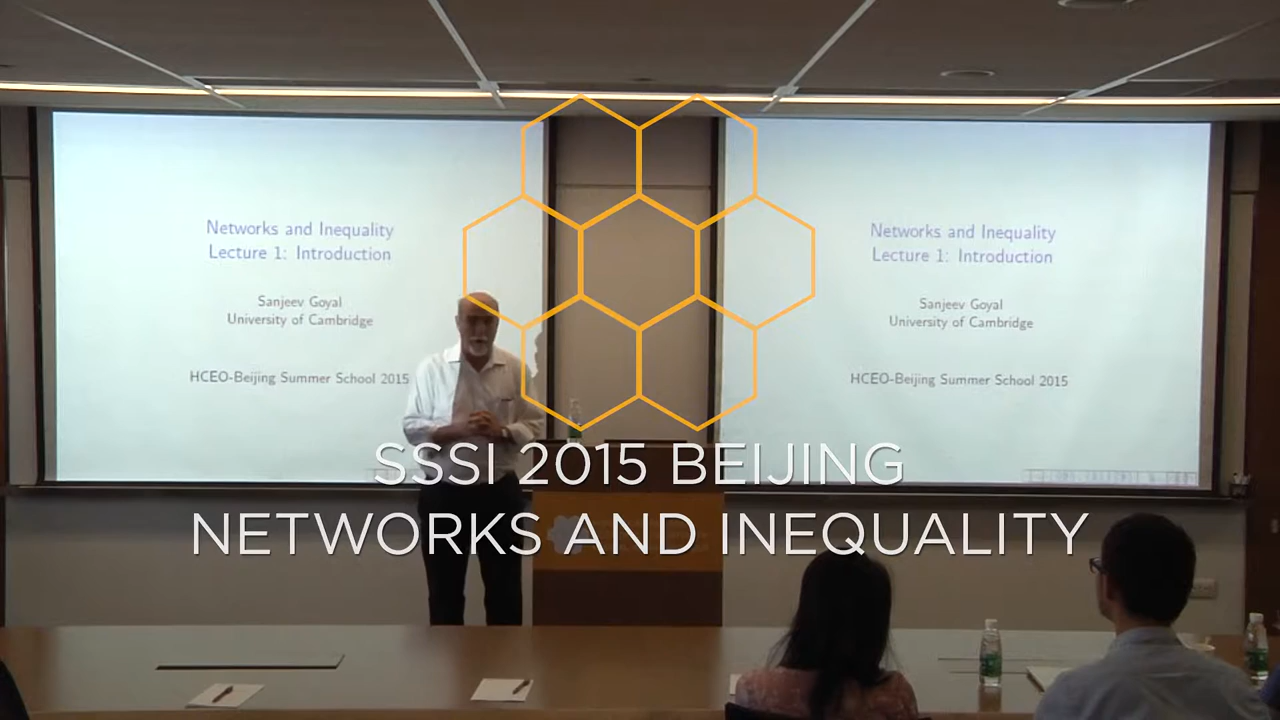 Networks and Inequality
Lecture 1: Introduction
Sanjeev Goyal
University of Cambridge
HCEO-Beijing Summer School 2015
Networks and Inequality
Lecture 1: Introduction
Sanjeev Goyal
University of Cambridge
HCEO-Beijing Summer School 2015
SSSI 2015 BEIJING
NETWORKS AND INEQUALITY